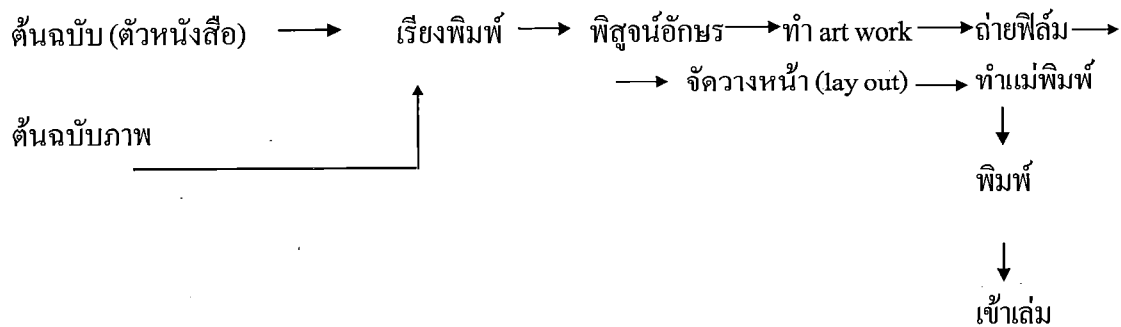 ต้นฉบับ (ตัวหนังสือ) → เรียงพิมพ์ → พิสูจน์อักษร → ทำ art work → ถ่ายฟิล์ม →
→ จัดวางหน้า (lay out) → ทำแม่พิมพ์
ต้นฉบับภาพ
พิมพ์
เข้าเล่ม